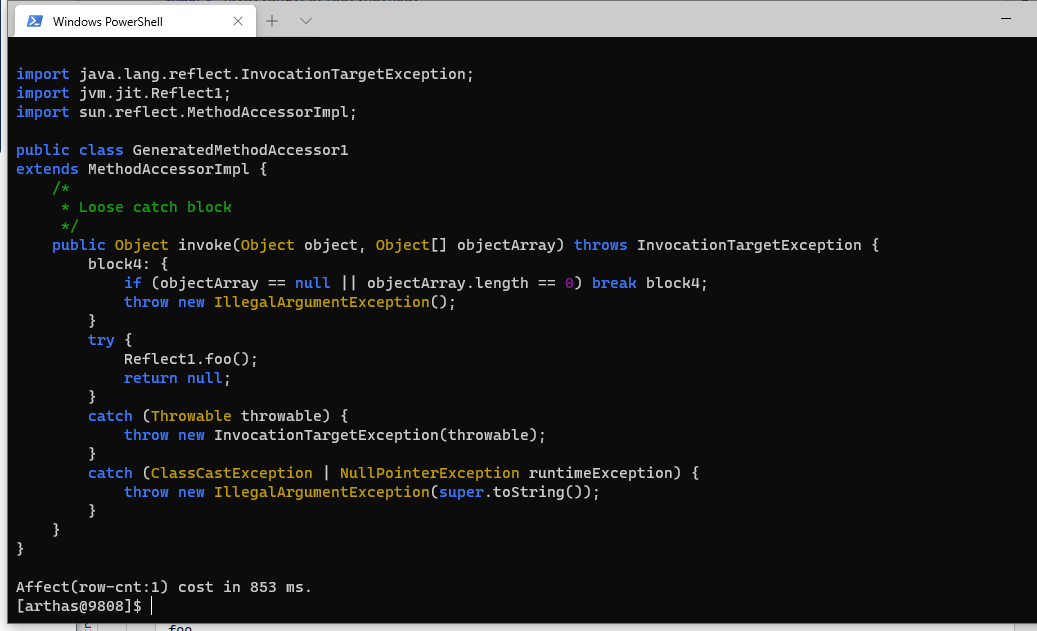 Windows PowerShell
import java.lang.reflect.InvocationTargetException;
import jvm.jit.Reflect1;
import sun.reflect.MethodAccessorImpl;
public class GeneratedMethodAccessor1
extends MethodAccessorImpl {
    /*
     * Loose catch block
     */
    public Object invoke(Object object, Object[] objectArray) throws InvocationTargetException {
        block4: {
            if (objectArray == null || objectArray.length == 0) break block4;
            throw new IllegalArgumentException();
        }
        try {
            Reflect1.foo();
            return null;
        }
        catch (Throwable throwable) {
            throw new InvocationTargetException(throwable);
        }
        catch (ClassCastException | NullPointerException runtimeException) {
            throw new IllegalArgumentException(super.toString());
        }
    }
}
Affect(row-cnt:1) cost in 853 ms.
[arthas@9808]$
foo